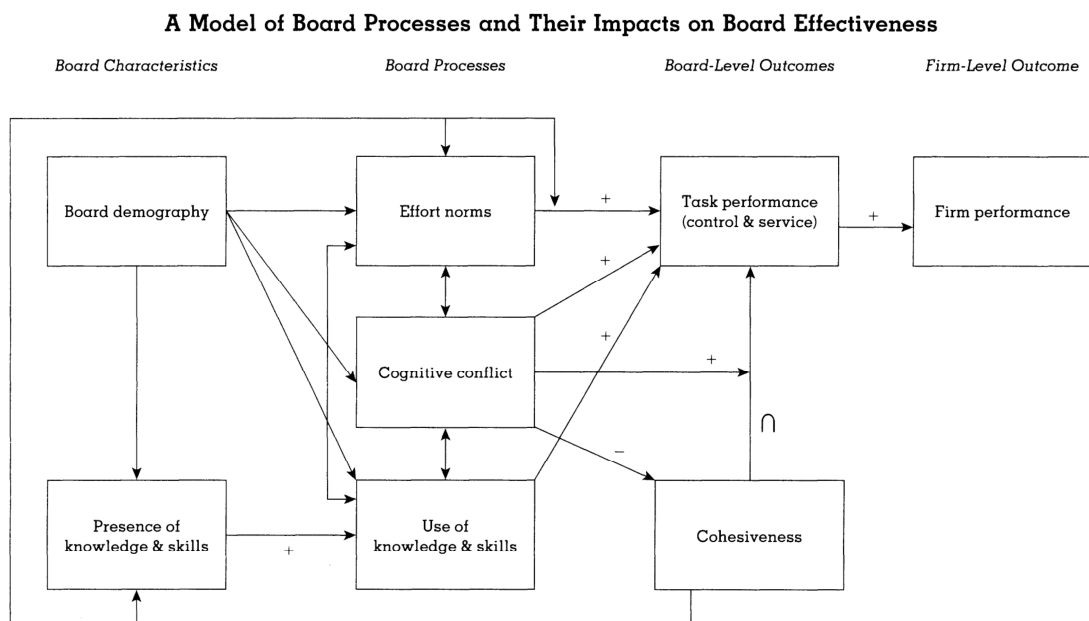 A Model of Board Processes and Their Impacts on Board Effectiveness
Board Characteristics
Board Processes
Board-Level Outcomes
Firm-Level Outcome
Board demography
Effort norms
+
Task performance
(control & service)
+
Firm performance
+
+
Cognitive conflict
+
∩
−
Presence of
knowledge & skills
+
Use of
knowledge & skills
Cohesiveness